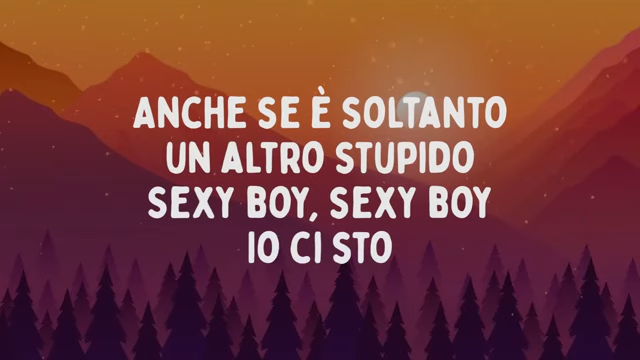 ANCHE SE È SOLTANTO
UN ALTRO STUPIDO
SEXY BOY, SEXY BOY
IO CI STO